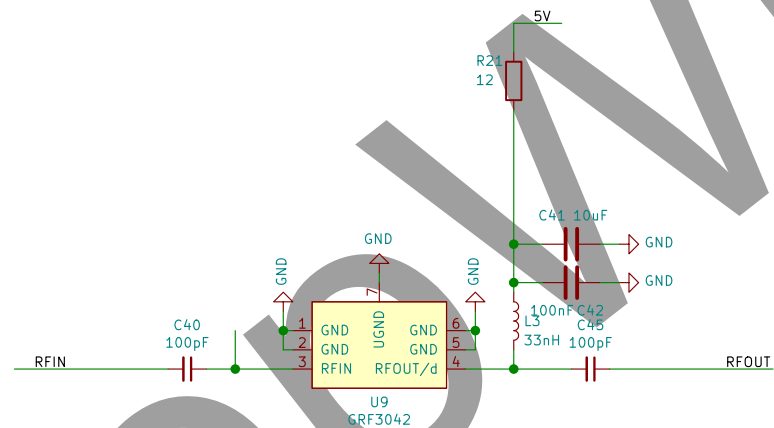 5V
R21
12
C41 10uF
GND
GND
GND
GND
GND
100nF C42
L3
33nH
C45
100pF
C40
100pF
RFIN
RFOUT
7
UGND
1
GND
2
GND
3
RFIN
6
GND
5
GND
4
RFOUT/d
U9
GRF3042